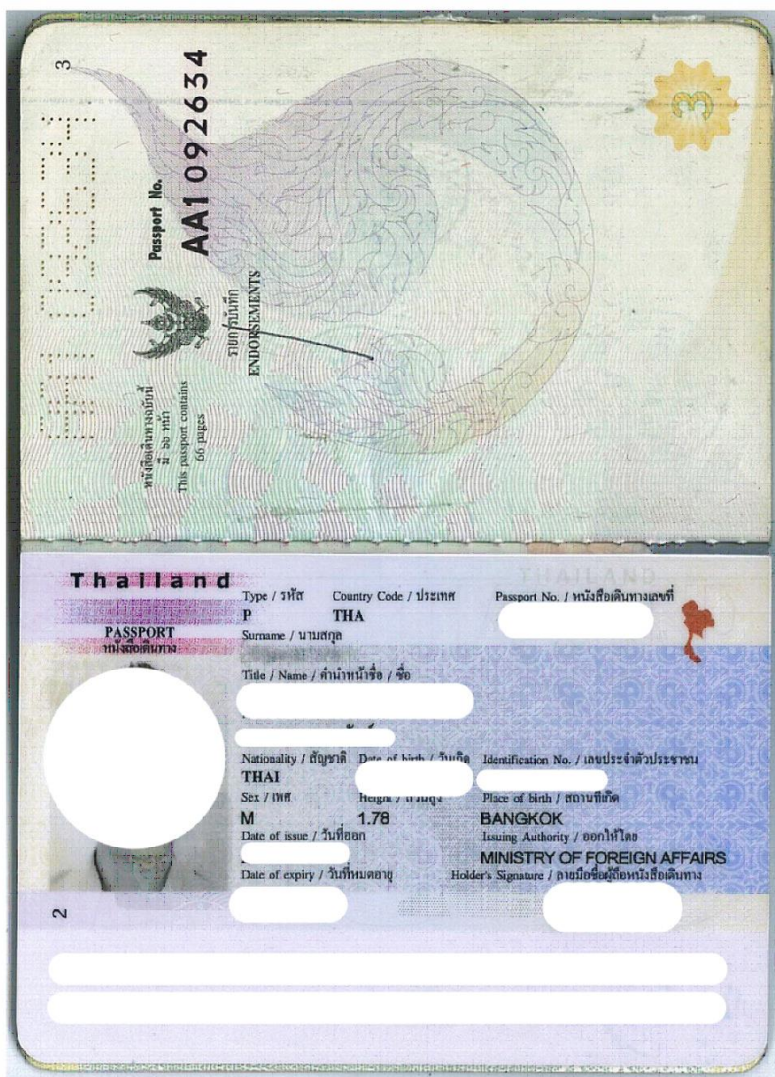 3
Passport No.
AA1092634
รายการบันทึก
ENDORSEMENTS
หนังสือเดินทางฉบับนี้
มี ๖๖ หน้า
This passport contains
66 pages
3
THAILAND
Thailand
PASSPORT
หนังสือเดินทาง
Type / รหัส Country Code / ประเทศ Passport No. / หนังสือเดินทางเลขที่
P THA
Surname / นามสกุล
Title / Name / คำนำหน้าชื่อ / ชื่อ
Nationality / สัญชาติ Date of birth / วันเกิด Identification No. / เลขประจำตัวประชาชน
THAI
Sex / เพศ Height / ส่วนสูง Place of birth / สถานที่เกิด
M 1.78 BANGKOK
Date of issue / วันที่ออก Issuing Authority / ออกให้โดย
MINISTRY OF FOREIGN AFFAIRS
Date of expiry / วันที่หมดอายุ Holder's Signature / ลายมือชื่อผู้ถือหนังสือเดินทาง
2